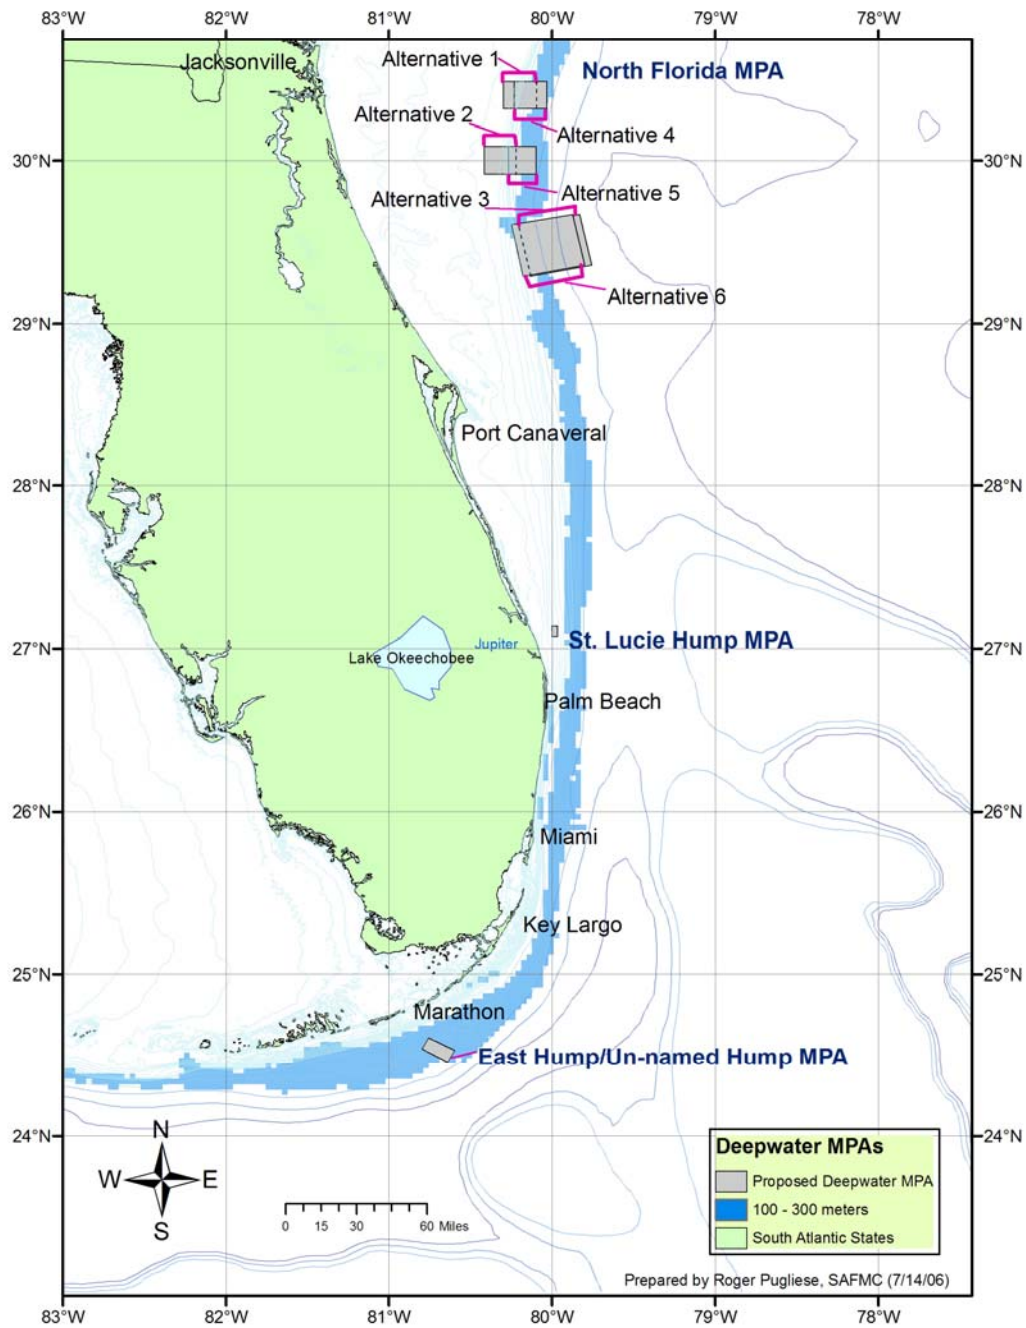 83°W 82°W 81°W 80°W 79°W 78°W
Jacksonville
Alternative 1
North Florida MPA
Alternative 2
Alternative 4
30°N 30°N
Alternative 3
Alternative 5
Alternative 6
29°N 29°N
Port Canaveral
28°N 28°N
27°N 27°N
Jupiter
St. Lucie Hump MPA
Lake Okeechobee
Palm Beach
26°N 26°N
Miami
Key Largo
25°N 25°N
Marathon
East Hump/Un-named Hump MPA
24°N 24°N
N
W E
S
0 15 30 60 Miles
Deepwater MPAs
Proposed Deepwater MPA
100 - 300 meters
South Atlantic States
Prepared by Roger Pugliese, SAFMC (7/14/06)
83°W 82°W 81°W 80°W 79°W 78°W